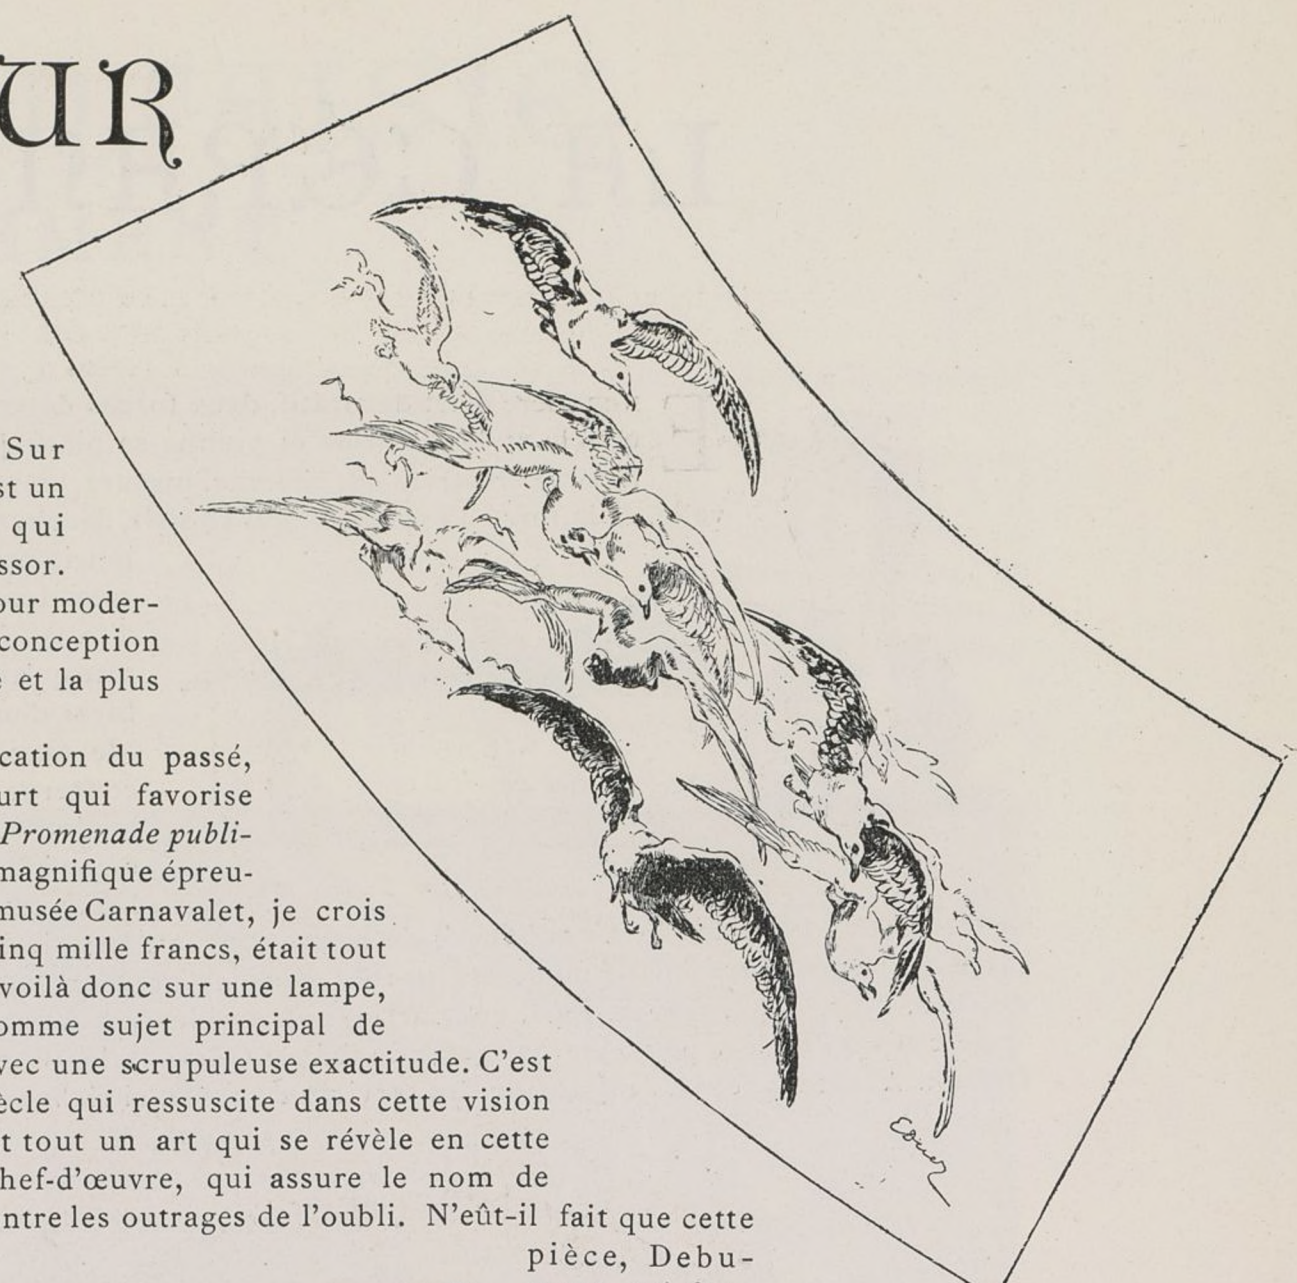 UR
Sur
st un
qui
ssor.
our moder-
conception
e et la plus
cation du passé,
urt qui favorise
Promenade publi-
magnifique épreu-
musée Carnavalet, je crois
inq mille francs, était tout
voilà donc sur une lampe,
omme sujet principal de
vec une scrupuleuse exactitude. C’est
ècle qui ressuscite dans cette vision
t tout un art qui se révèle en cette
hef-d’œuvre, qui assure le nom de
ntre les outrages de l’oubli. N’eût-il fait que cette
pièce, Debu-